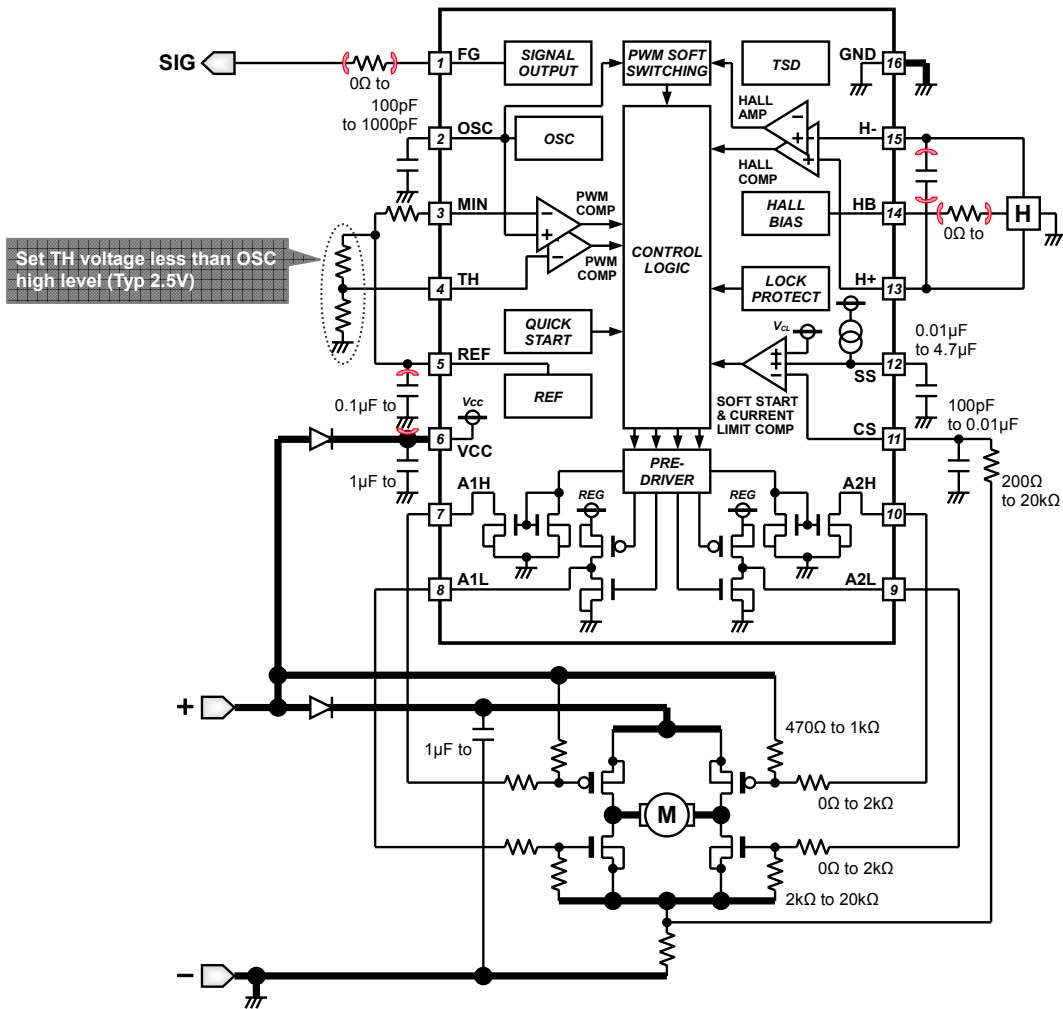 SIG
0Ω to
1
FG
SIGNAL
OUTPUT
PWM SOFT
SWITCHING
TSD
GND
16
100pF
to 1000pF
2
OSC
OSC
HALL
AMP
HALL
COMP
H-
15
MIN
3
PWM
COMP
PWM
COMP
CONTROL
LOGIC
HALL
BIAS
HB
14
0Ω to
H
Set TH voltage less than OSC
high level (Typ 2.5V)
4
TH
LOCK
PROTECT
H+
13
QUICK
START
VCL
0.01µF
to 4.7µF
REF
5
REF
SS
12
SOFT START
& CURRENT
LIMIT COMP
0.1µF to
Vcc
6
VCC
1µF to
CS
11
100pF
to 0.01µF
200Ω
to 20kΩ
PRE-
DRIVER
A1H
7
REG
REG
A2H
10
A1L
8
A2L
9
+
1µF to
470Ω to 1kΩ
0Ω to 2kΩ
M
0Ω to 2kΩ
2kΩ to 20kΩ
−